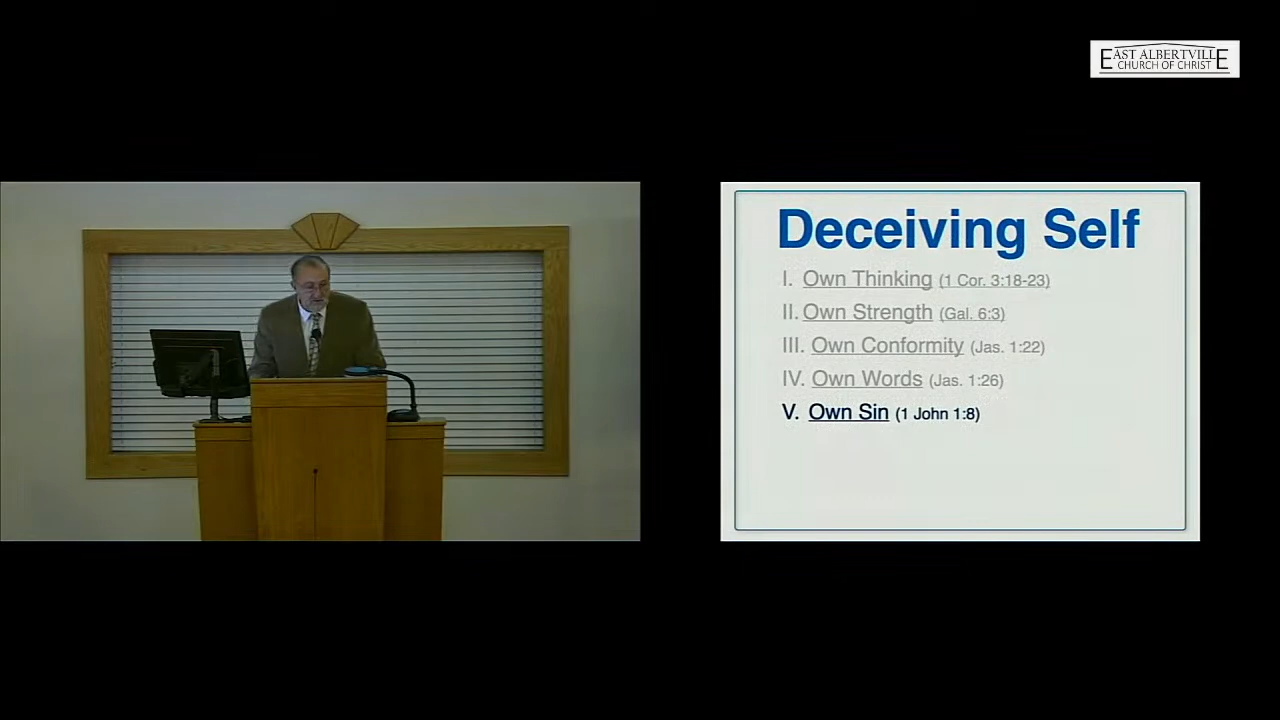 EAST ALBERTVILLE
CHURCH OF CHRIST
Deceiving Self
I. Own Thinking (1 Cor. 3:18-23)
II. Own Strength (Gal. 6:3)
III. Own Conformity (Jas. 1:22)
IV. Own Words (Jas. 1:26)
V. Own Sin (1 John 1:8)